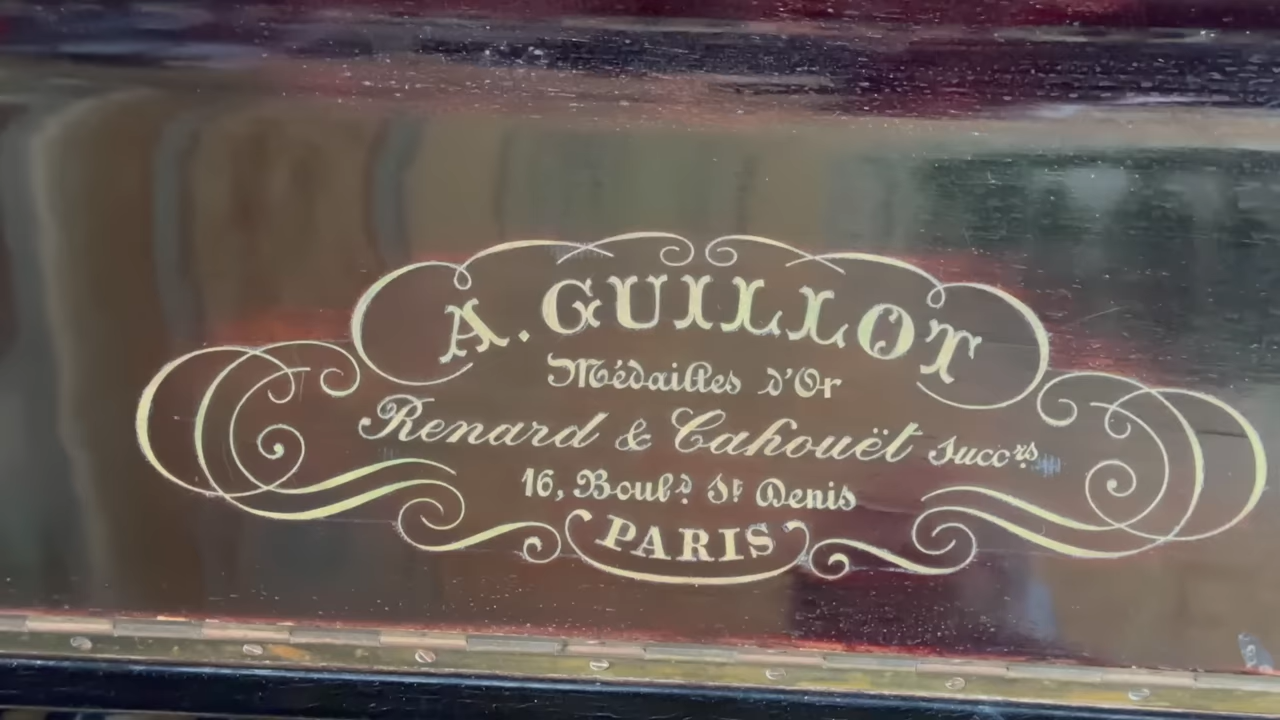 A. GUILLOT
Médailles d'Or
Renard & Cahouët Succrs
16, Bould St Denis
PARIS